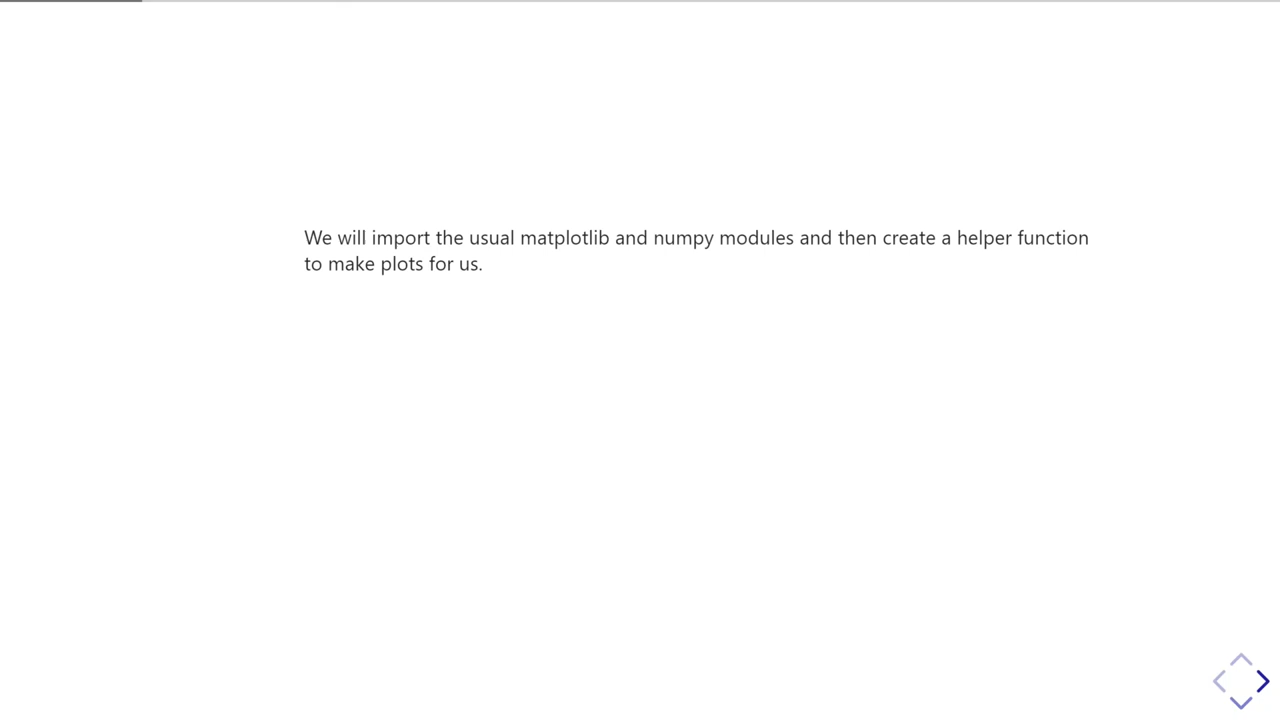 We will import the usual matplotlib and numpy modules and then create a helper function
to make plots for us.